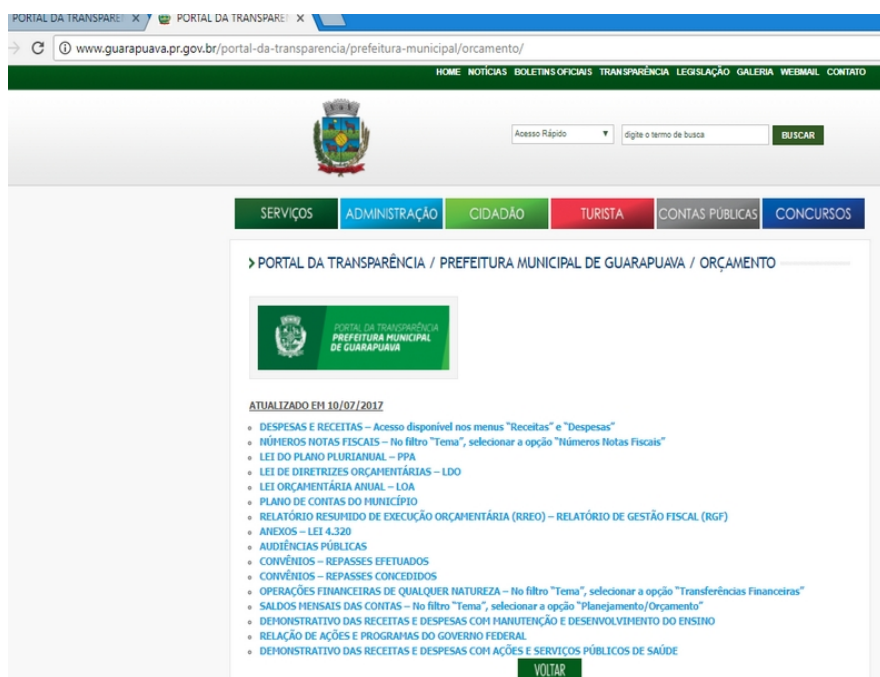 PORTAL DA TRANSPARE
PORTAL DA TRANSPARE
www.guarapuava.pr.gov.br/portal-da-transparencia/prefeitura-municipal/orcamento/
HOME NOTÍCIAS BOLETINS OFICIAIS TRANSPARÊNCIA LEGISLAÇÃO GALERIA WEBMAIL CONTATO
Acesso Rápido digite o termo de busca BUSCAR
SERVIÇOS ADMINISTRAÇÃO CIDADÃO TURISTA CONTAS PÚBLICAS CONCURSOS
PORTAL DA TRANSPARÊNCIA / PREFEITURA MUNICIPAL DE GUARAPUAVA / ORÇAMENTO
PORTAL DA TRANSPARÊNCIA
PREFEITURA MUNICIPAL
DE GUARAPUAVA
ATUALIZADO EM 10/07/2017
DESPESAS E RECEITAS – Acesso disponível nos menus "Receitas" e "Despesas"
NÚMEROS NOTAS FISCAIS – No filtro "Tema", selecionar a opção "Números Notas Fiscais"
LEI DO PLANO PLURIANUAL – PPA
LEI DE DIRETRIZES ORÇAMENTÁRIAS – LDO
LEI ORÇAMENTÁRIA ANUAL – LOA
PLANO DE CONTAS DO MUNICÍPIO
RELATÓRIO RESUMIDO DE EXECUÇÃO ORÇAMENTÁRIA (RREO) – RELATÓRIO DE GESTÃO FISCAL (RGF)
ANEXOS – LEI 4.320
AUDIÊNCIAS PÚBLICAS
CONVÊNIOS – REPASSES EFETUADOS
CONVÊNIOS – REPASSES CONCEDIDOS
OPERAÇÕES FINANCEIRAS DE QUALQUER NATUREZA – No filtro "Tema", selecionar a opção "Transferências Financeiras"
SALDOS MENSAIS DAS CONTAS – No filtro "Tema", selecionar a opção "Planejamento/Orçamento"
DEMONSTRATIVO DAS RECEITAS E DESPESAS COM MANUTENÇÃO E DESENVOLVIMENTO DO ENSINO
RELAÇÃO DE AÇÕES E PROGRAMAS DO GOVERNO FEDERAL
DEMONSTRATIVO DAS RECEITAS E DESPESAS COM AÇÕES E SERVIÇOS PÚBLICOS DE SAÚDE
VOLTAR